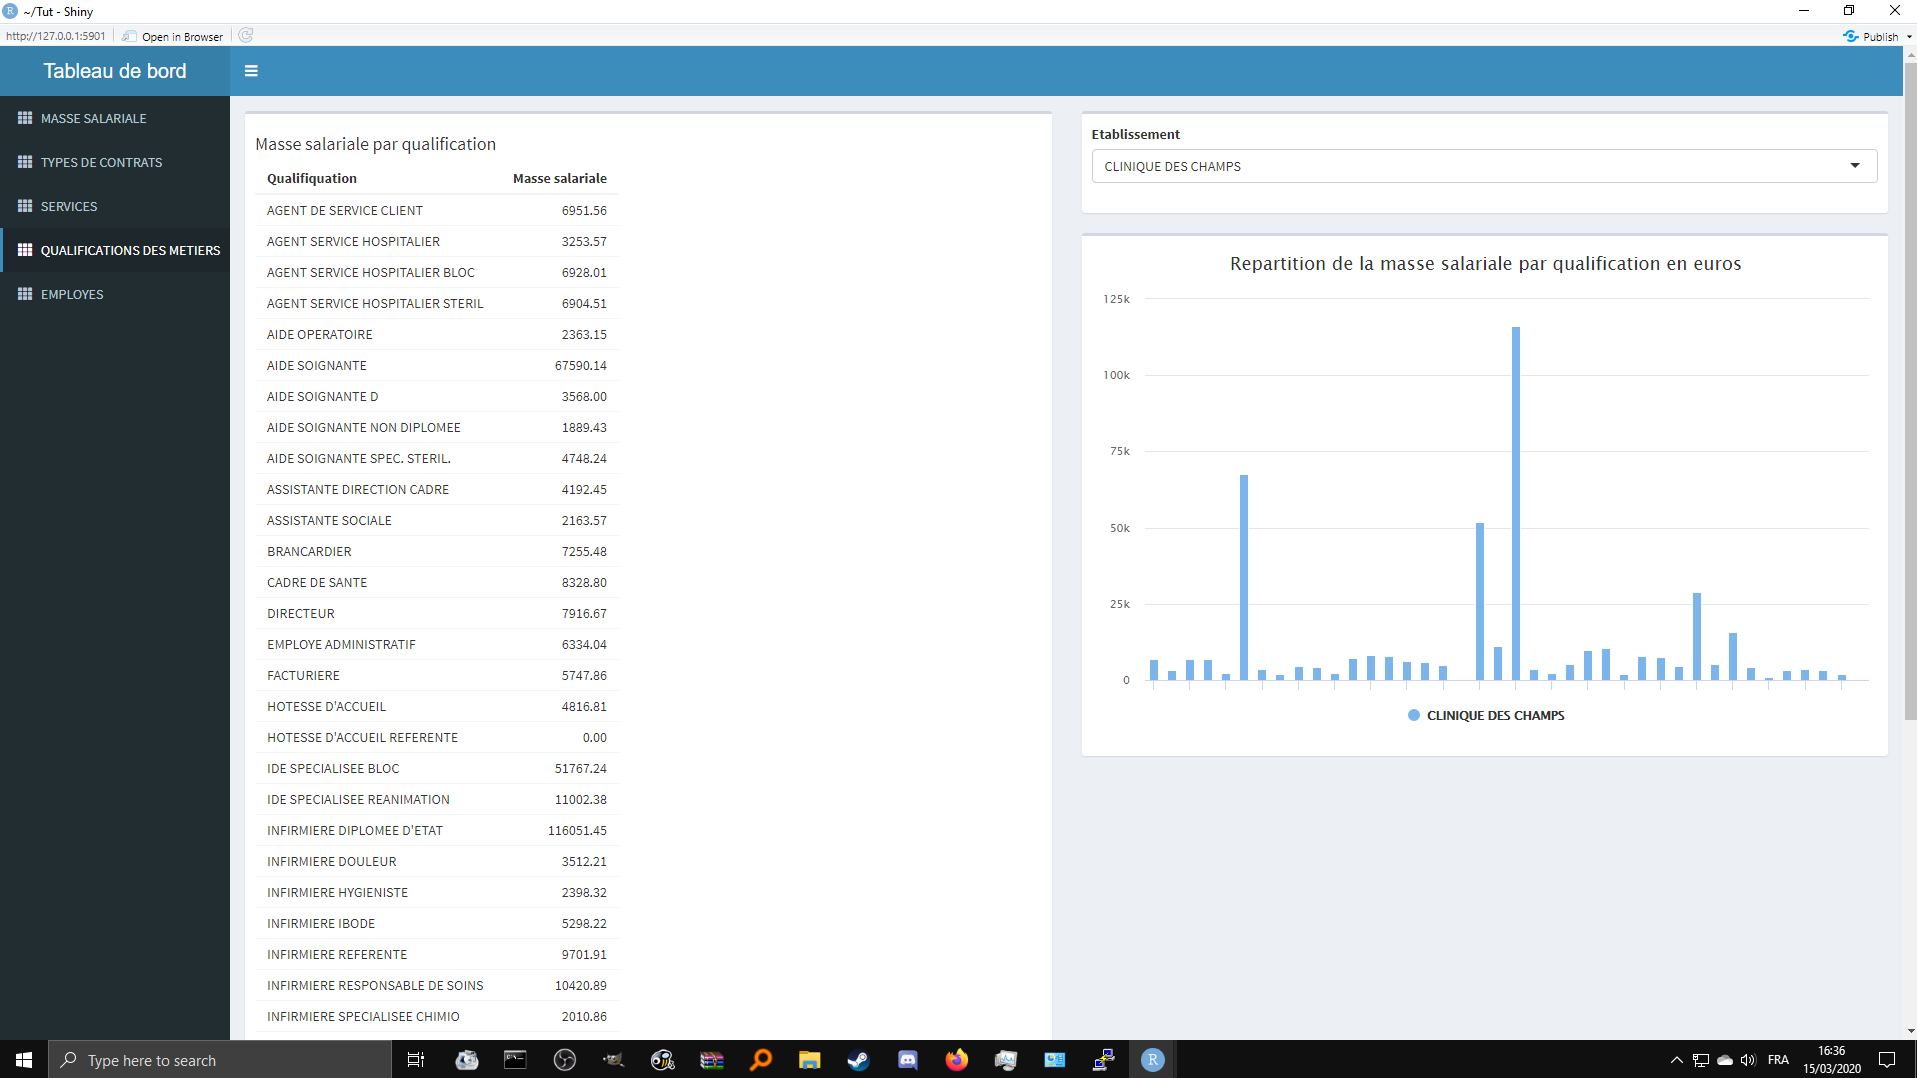 ~/Tut - Shiny
http://127.0.0.1:5901 Open in Browser Publish
Tableau de bord
MASSE SALARIALE
TYPES DE CONTRATS
SERVICES
QUALIFICATIONS DES METIERS
EMPLOYES
Masse salariale par qualification
Qualifiquation Masse salariale
AGENT DE SERVICE CLIENT 6951.56
AGENT SERVICE HOSPITALIER 3253.57
AGENT SERVICE HOSPITALIER BLOC 6928.01
AGENT SERVICE HOSPITALIER STERIL 6904.51
AIDE OPERATOIRE 2363.15
AIDE SOIGNANTE 67590.14
AIDE SOIGNANTE D 3568.00
AIDE SOIGNANTE NON DIPLOMEE 1889.43
AIDE SOIGNANTE SPEC. STERIL. 4748.24
ASSISTANTE DIRECTION CADRE 4192.45
ASSISTANTE SOCIALE 2163.57
BRANCARDIER 7255.48
CADRE DE SANTE 8328.80
DIRECTEUR 7916.67
EMPLOYE ADMINISTRATIF 6334.04
FACTURIERE 5747.86
HOTESSE D'ACCUEIL 4816.81
HOTESSE D'ACCUEIL REFERENTE 0.00
IDE SPECIALISEE BLOC 51767.24
IDE SPECIALISEE REANIMATION 11002.38
INFIRMIERE DIPLOMEE D'ETAT 116051.45
INFIRMIERE DOULEUR 3512.21
INFIRMIERE HYGIENISTE 2398.32
INFIRMIERE IBODE 5298.22
INFIRMIERE REFERENTE 9701.91
INFIRMIERE RESPONSABLE DE SOINS 10420.89
INFIRMIERE SPECIALISEE CHIMIO 2010.86
Etablissement
CLINIQUE DES CHAMPS
Repartition de la masse salariale par qualification en euros
125k
100k
75k
50k
25k
0
CLINIQUE DES CHAMPS
Type here to search
FRA
16:36
15/03/2020